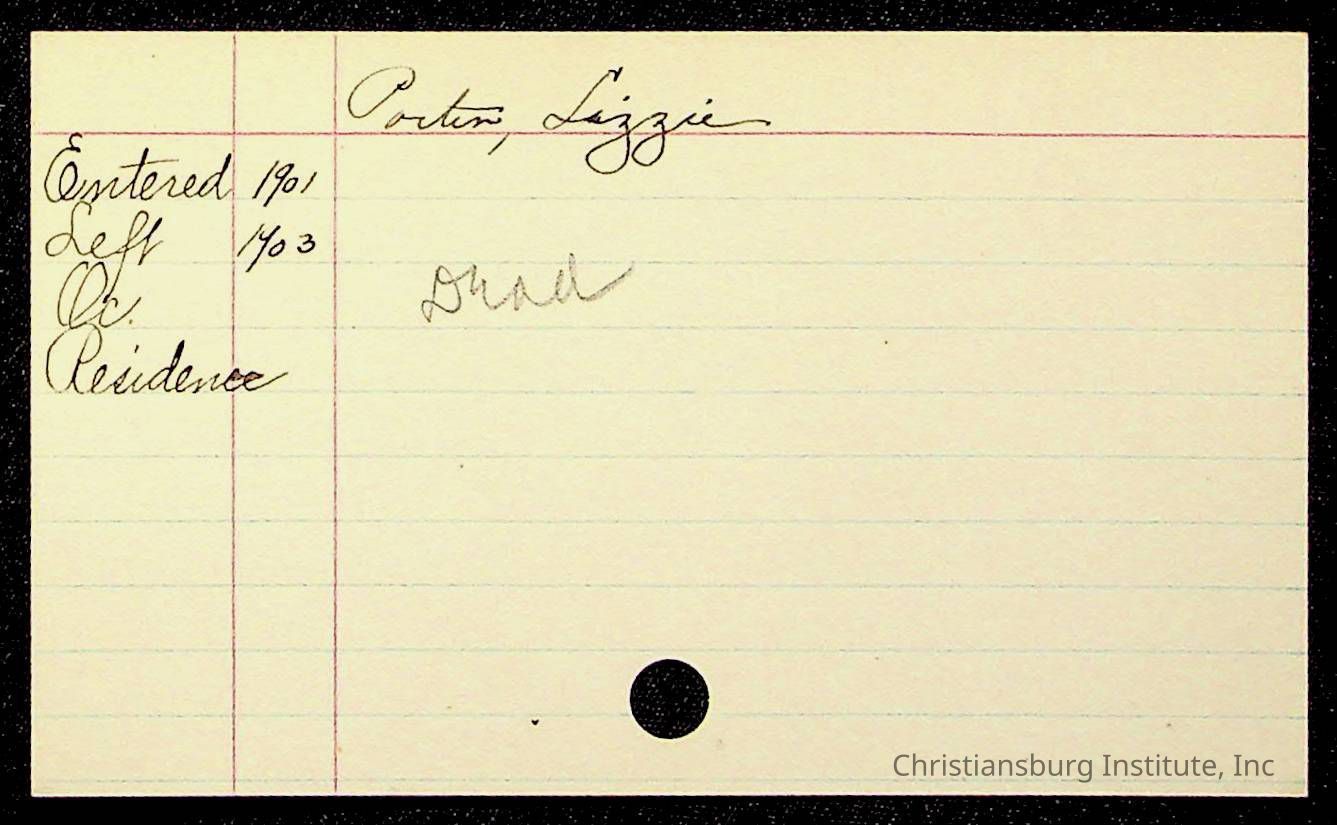 Porter, Lizzie
Entered 1901
Left 1903
Oc.
Dead
Residence
Christiansburg Institute, Inc